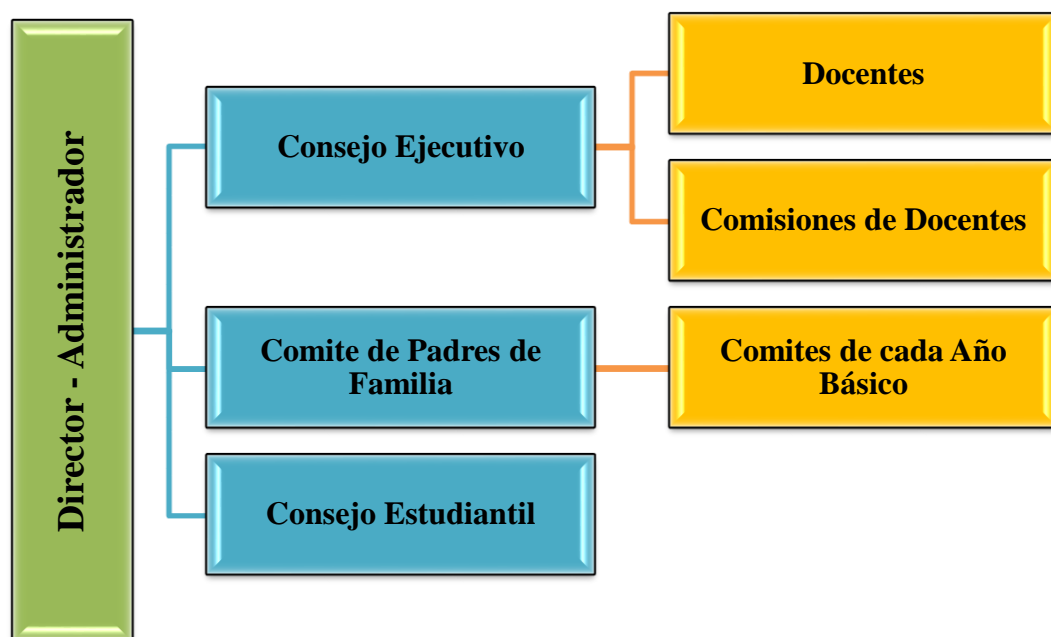 Director - Administrador
Consejo Ejecutivo
Docentes
Comisiones de Docentes
Comite de Padres de
Familia
Comites de cada Año
Básico
Consejo Estudiantil